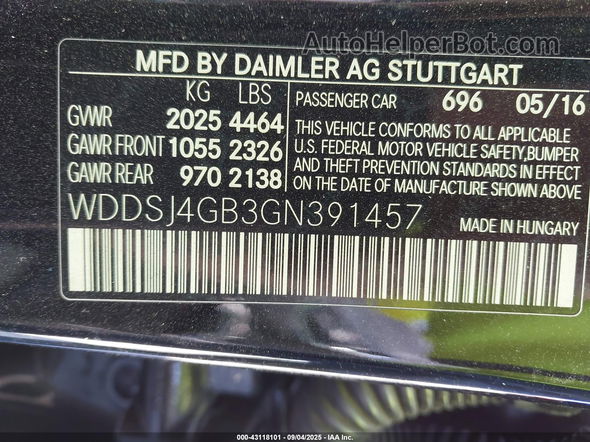 AutoHelperBot.com
MFD BY DAIMLER AG STUTTGART
KG LBS
GWR 2025 4464
GAWR FRONT 1055 2326
GAWR REAR 970 2138
PASSENGER CAR 696 05/16
THIS VEHICLE CONFORMS TO ALL APPLICABLE
U.S. FEDERAL MOTOR VEHICLE SAFETY,BUMPER
AND THEFT PREVENTION STANDARDS IN EFFECT
ON THE DATE OF MANUFACTURE SHOWN ABOVE.
WDDSJ4GB3GN391457
MADE IN HUNGARY
000-43118101 - 09/04/2025 - IAA Inc.